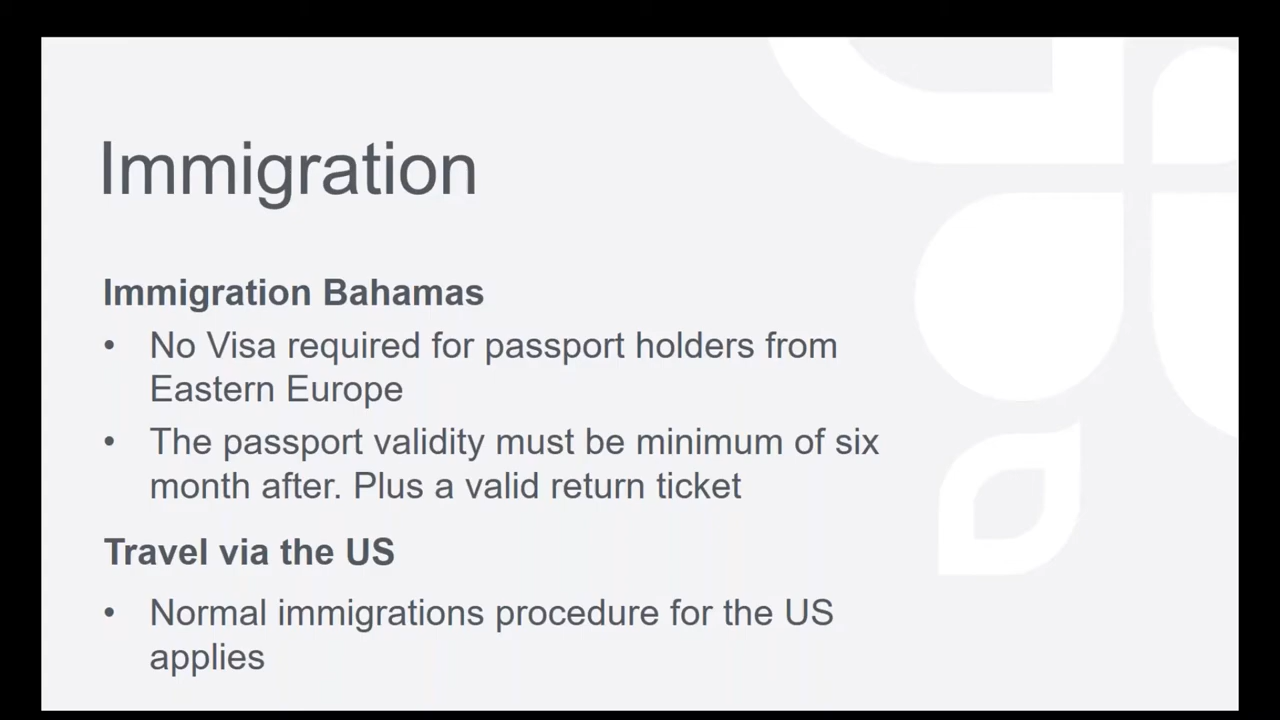 Immigration
Immigration Bahamas
• No Visa required for passport holders from
Eastern Europe
• The passport validity must be minimum of six
month after. Plus a valid return ticket
Travel via the US
• Normal immigrations procedure for the US
applies